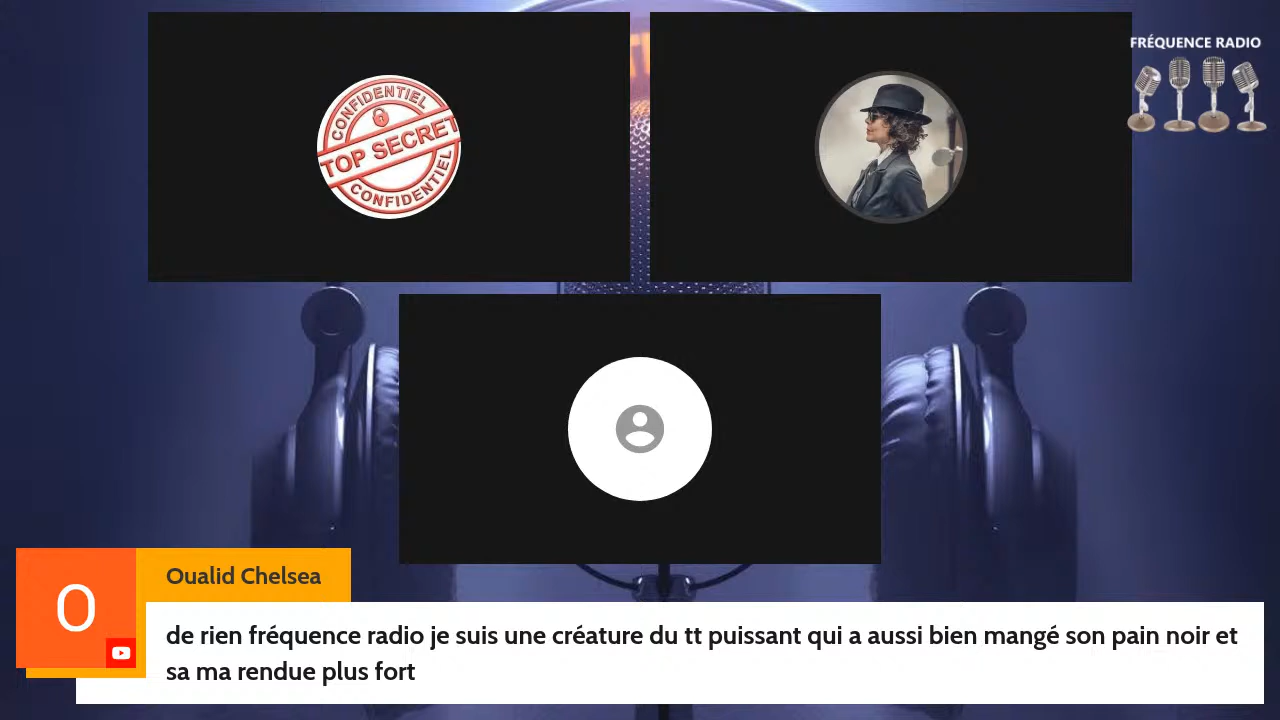 FRÉQUENCE RADIO
CONFIDENTIEL
TOP SECRET
CONFIDENTIEL
O
Oualid Chelsea
de rien fréquence radio je suis une créature du tt puissant qui a aussi bien mangé son pain noir et
sa ma rendue plus fort